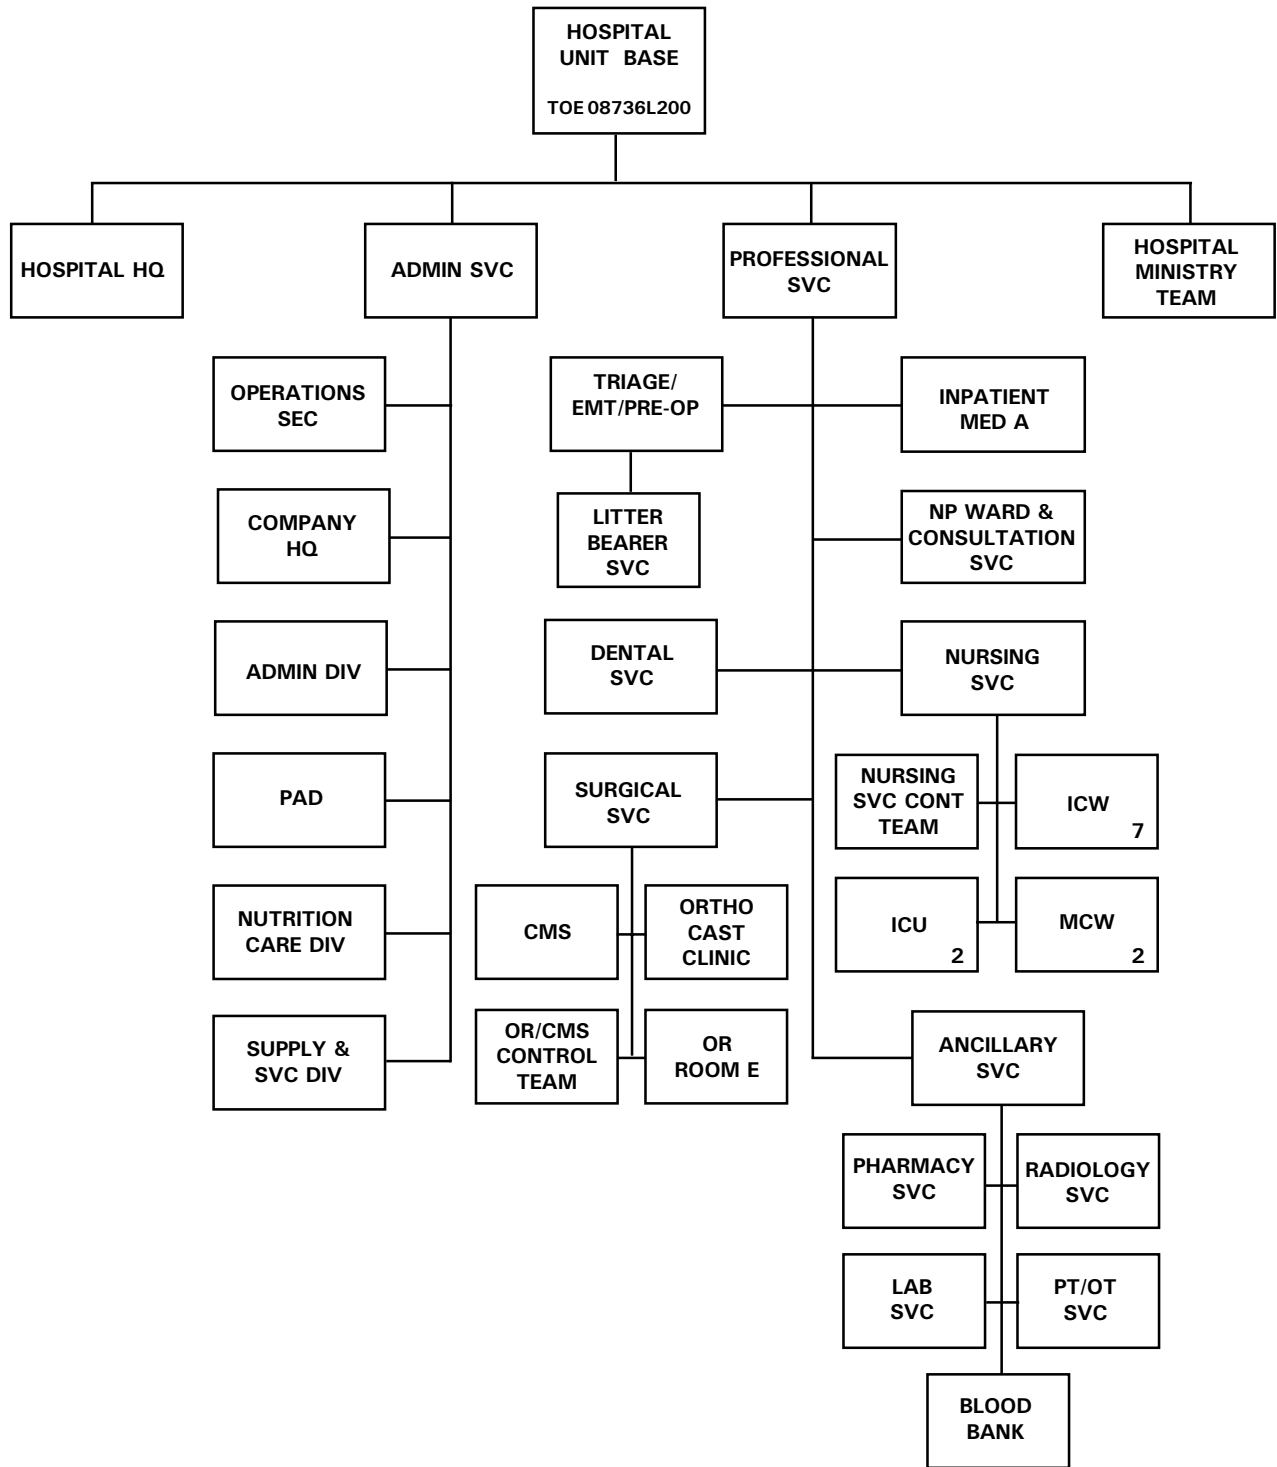 HOSPITAL
UNIT BASE
TOE 08736L200
HOSPITAL HQ
ADMIN SVC
PROFESSIONAL
SVC
HOSPITAL
MINISTRY
TEAM
OPERATIONS
SEC
TRIAGE/
EMT/PRE-OP
INPATIENT
MED A
COMPANY
HQ
LITTER
BEARER
SVC
NP WARD &
CONSULTATION
SVC
ADMIN DIV
DENTAL
SVC
NURSING
SVC
PAD
SURGICAL
SVC
NURSING
SVC CONT
TEAM
ICW
7
NUTRITION
CARE DIV
CMS
ORTHO
CAST
CLINIC
ICU
2
MCW
2
SUPPLY &
SVC DIV
OR/CMS
CONTROL
TEAM
OR
ROOM E
ANCILLARY
SVC
PHARMACY
SVC
RADIOLOGY
SVC
LAB
SVC
PT/OT
SVC
BLOOD
BANK